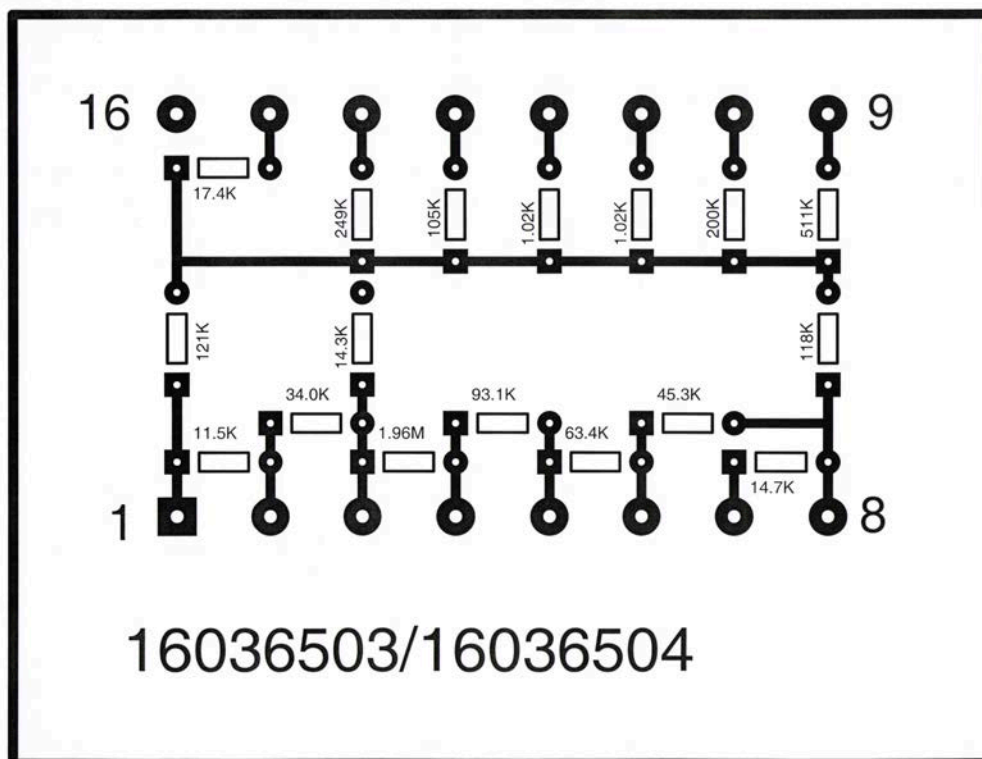 16 9
17.4K
249K 105K 1.02K 1.02K 200K 511K
121K 14.3K 118K
34.0K 93.1K 45.3K
11.5K 1.96M 63.4K
14.7K
1 8
16036503/16036504